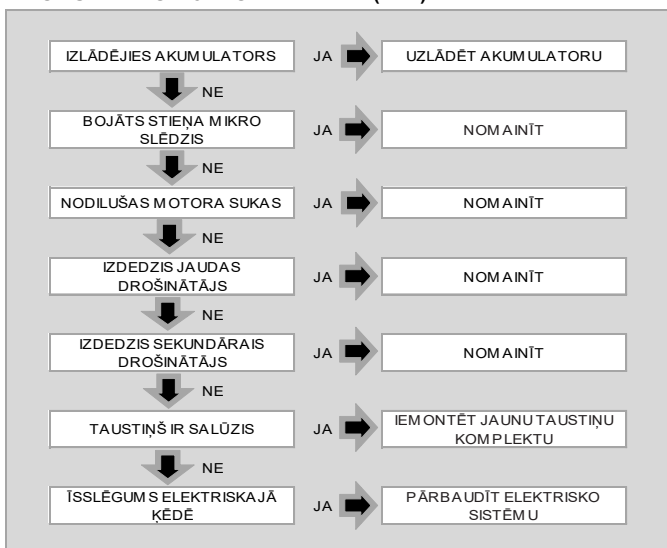 IZLĀDĒJIES AKUMULATORS JA UZLĀDĒT AKUMULATORU
NE
BOJĀTS STIEŅA MIKRO
SLĒDZIS
JA NOMAINĪT
NE
NODILUŠAS MOTORA SUKAS JA NOMAINĪT
NE
IZDEDZIS JAUDAS
DROŠINĀTĀJS
JA NOMAINĪT
NE
IZDEDZIS SEKUNDĀRAIS
DROŠINĀTĀJS
JA NOMAINĪT
NE
TAUSTIŅŠ IR SALŪZIS JA IEMONTĒT JAUNU TAUSTIŅU
KOMPLEKTU
NE
ĪSSLĒGUMS ELEKTRISKAJĀ
ĶĒDĒ
JA PĀRBAUDĪT ELEKTRISKO
SISTĒMU